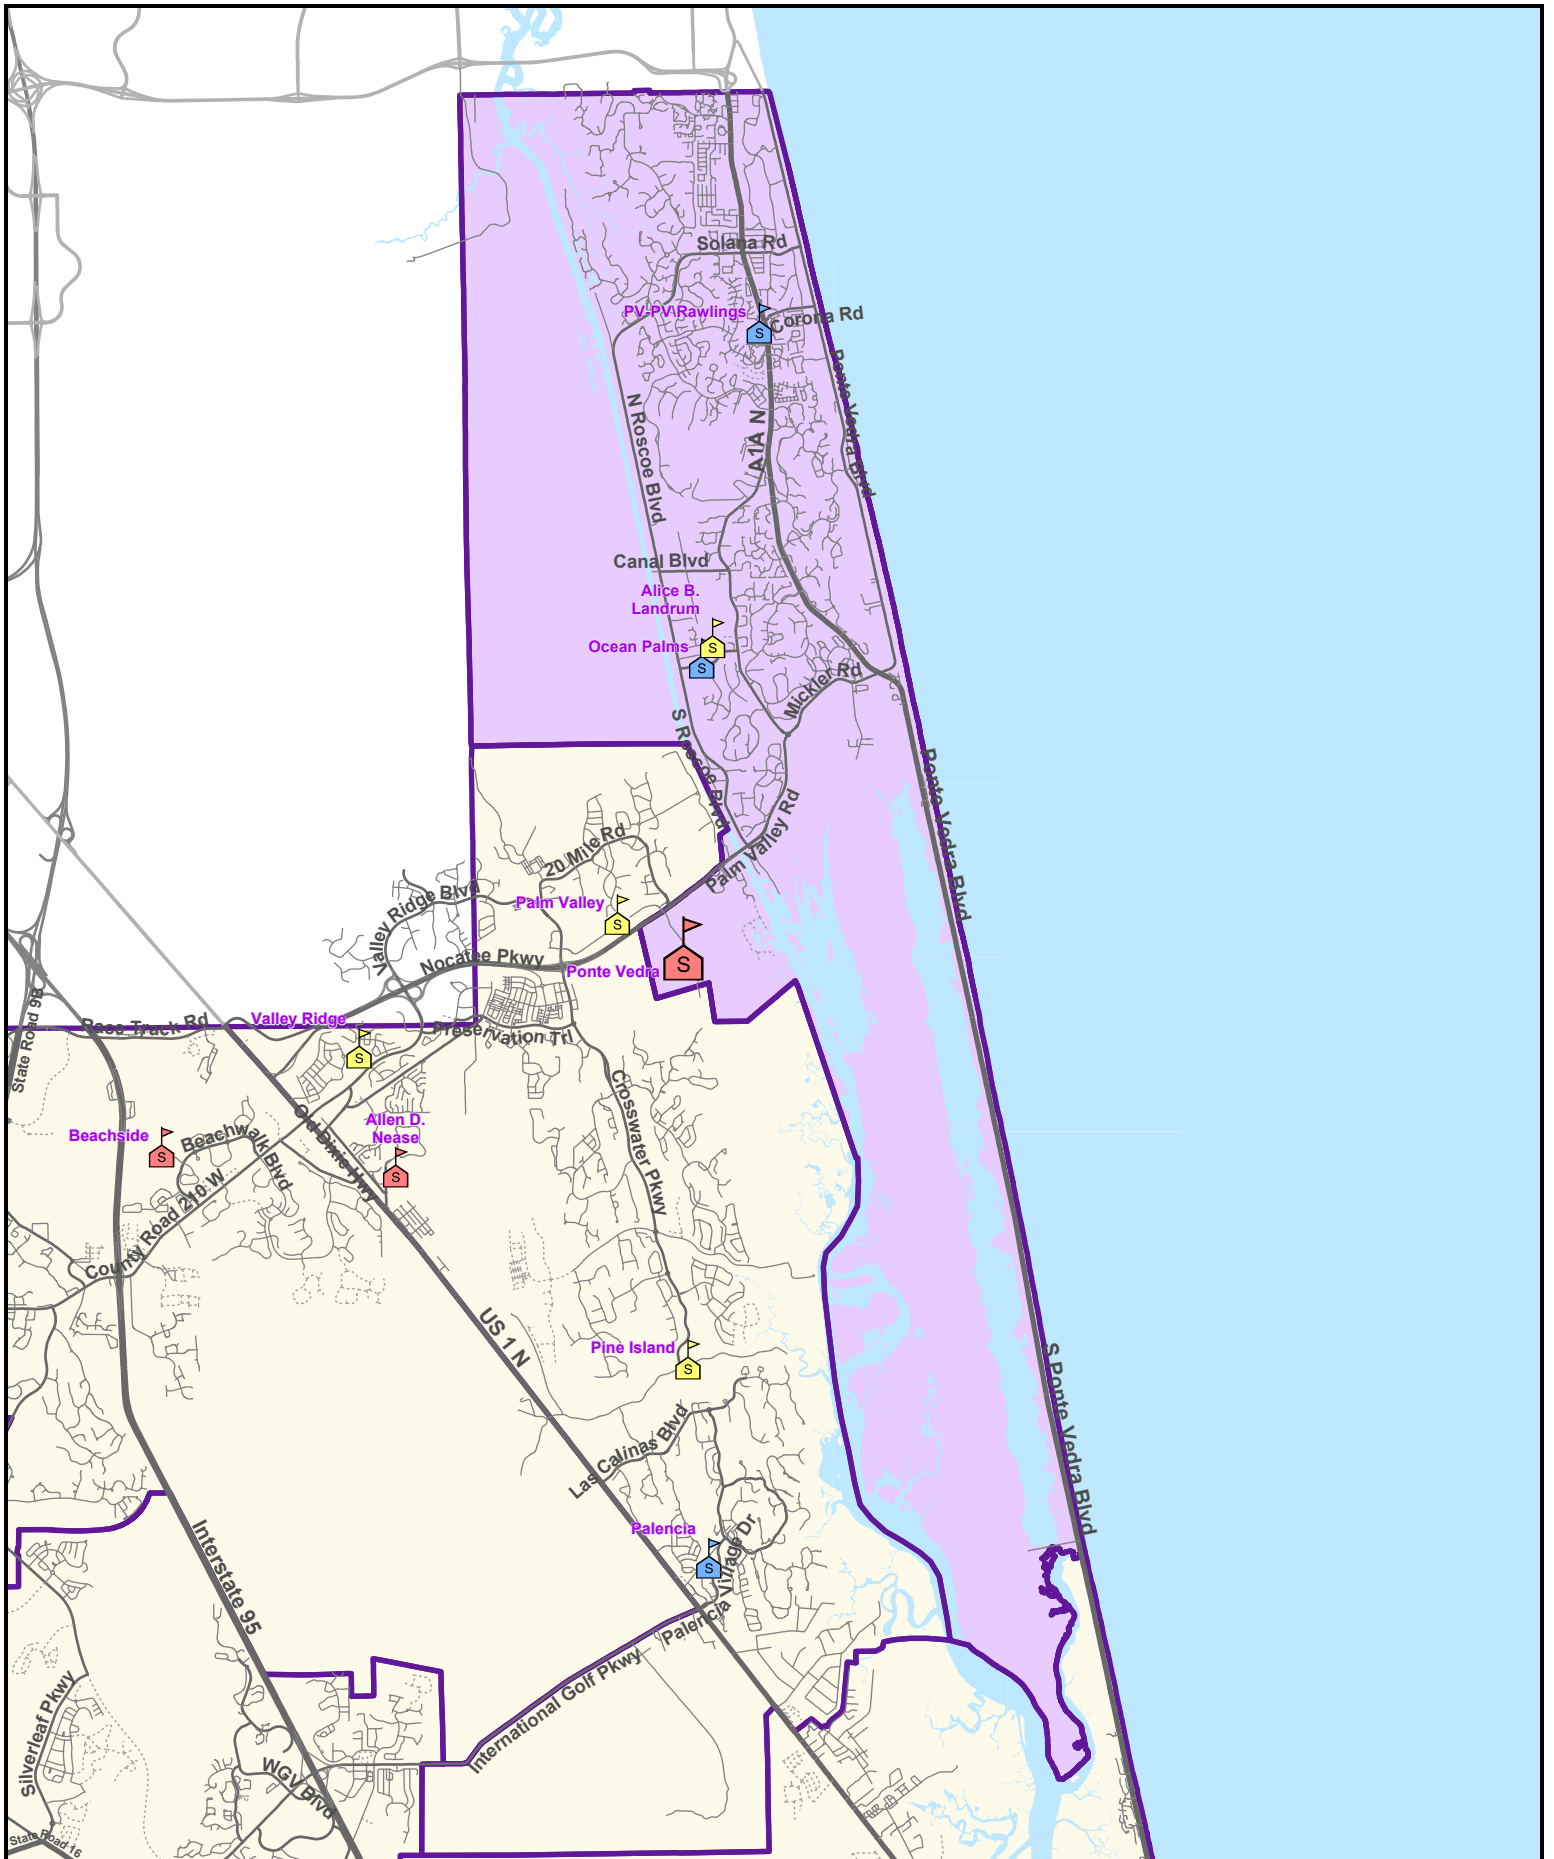 Solana Rd
PV-PV\Rawlings
S
Corona Rd
Ponte Vedra Blvd
N Roscoe Blvd
A1A N
Canal Blvd
Alice B.
Landrum
S
Ocean Palms
S
Mickler Rd
S Roscoe Blvd
Ponte Vedra Blvd
Palm Valley Rd
20 Mile Rd
Valley Ridge Blvd
Palm Valley
S
Nocatee Pkwy
Ponte Vedra
S
State Road 9B
Race Track Rd
Valley Ridge
S
Preservation Trl
Crosswater Pkwy
Beachside
S
Beachwalk Blvd
Old Dixie Hwy
Allen D.
Nease
S
County Road 210 W
US 1 N
Pine Island
S
S Ponte Vedra Blvd
Las Calinas Blvd
Palencia
S
Palencia Village Dr
Interstate 95
International Golf Pkwy
Silverleaf Pkwy
WGV Blvd
State Road 16